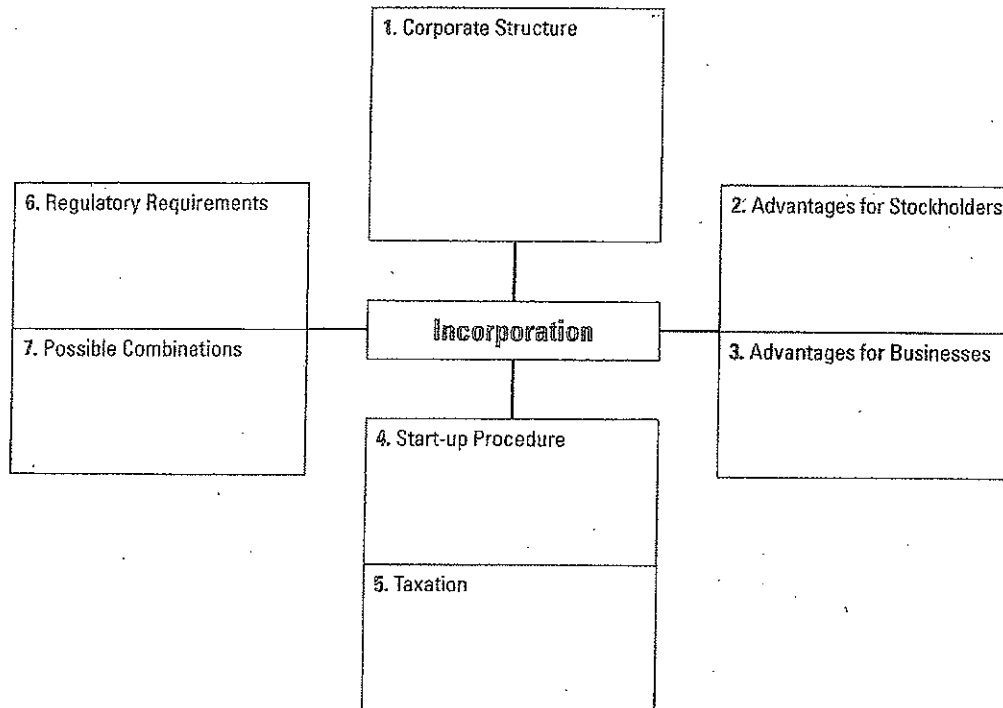 1. Corporate Structure
6. Regulatory Requirements
2. Advantages for Stockholders
Incorporation
7. Possible Combinations
3. Advantages for Businesses
4. Start-up Procedure
5. Taxation